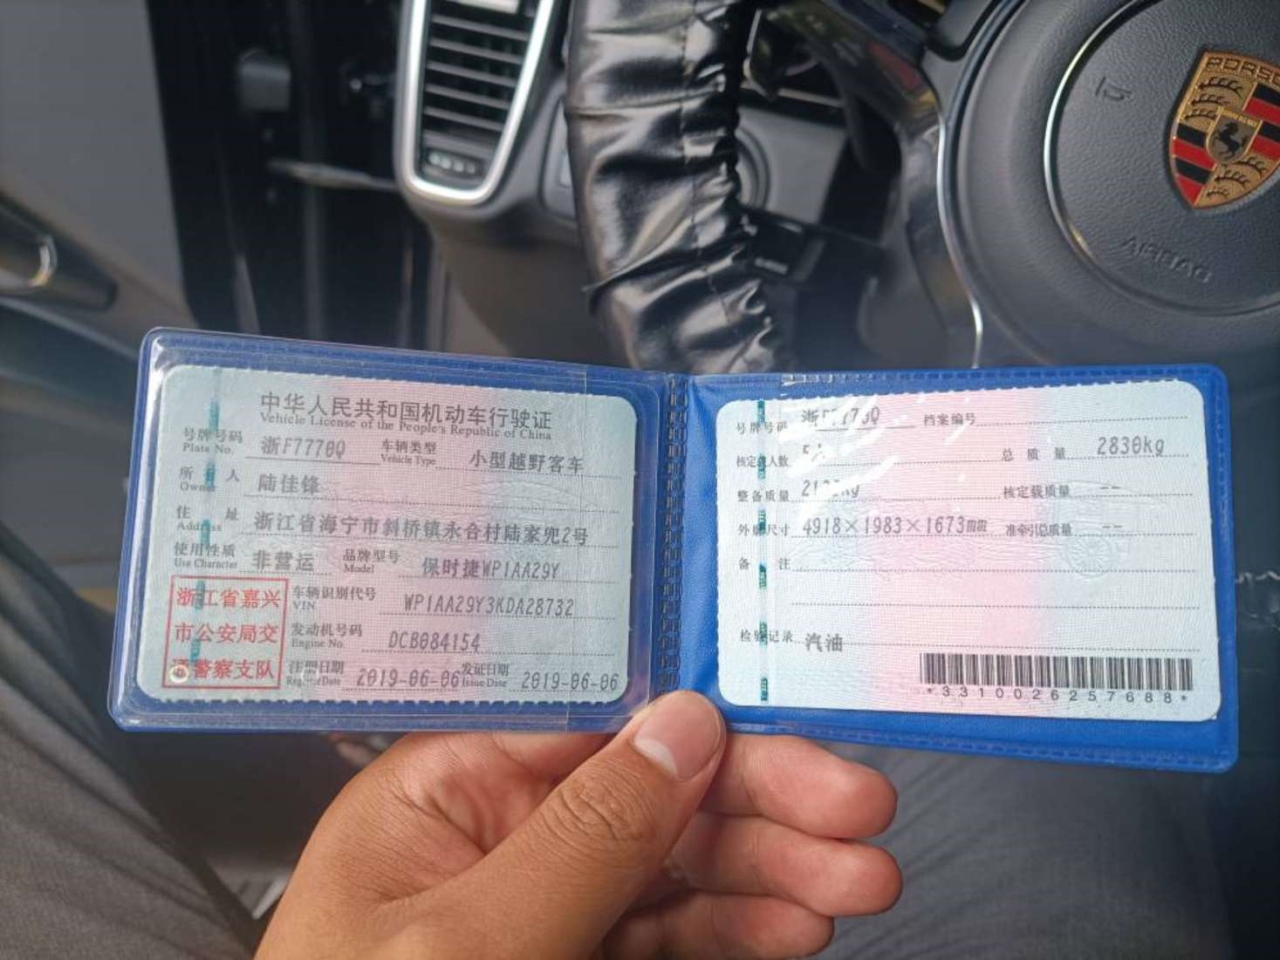 PORSCHE
AIRBAG
中华人民共和国机动车行驶证
Vehicle License of the People's Republic of China
号牌号码 Plate No. 浙F7770Q 车辆类型 Vehicle Type 小型越野客车
所有人 Owner 陆佳锋
住址 Address 浙江省海宁市斜桥镇永合村陆家兜2号
使用性质 Use Character 非营运 品牌型号 Model 保时捷WP1AA29Y
浙江省嘉兴
市公安局交
通警察支队
车辆识别代号 VIN WP1AA29Y3KDA28732
发动机号码 Engine No. DCB084154
注册日期 Register Date 2019-06-06 发证日期 Issue Date 2019-06-06
号牌号码 档案编号
核定载人数 5人 总质量 2830kg
整备质量 核定载质量 --
外廓尺寸 4918×1983×1673mm 准牵引总质量 --
备注
检验记录 汽油
*3310026257688*